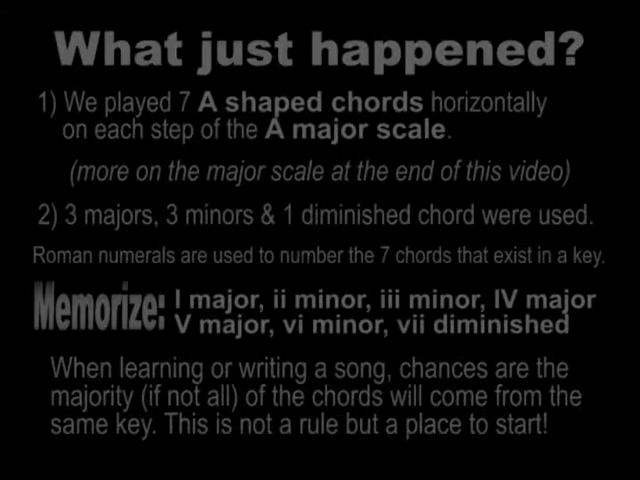 What just happened?
1) We played 7 A shaped chords horizontally
on each step of the A major scale.
(more on the major scale at the end of this video)
2) 3 majors, 3 minors & 1 diminished chord were used.
Roman numerals are used to number the 7 chords that exist in a key.
Memorize: I major, ii minor, iii minor, IV major
V major, vi minor, vii diminished
When learning or writing a song, chances are the
majority (if not all) of the chords will come from the
same key. This is not a rule but a place to start!